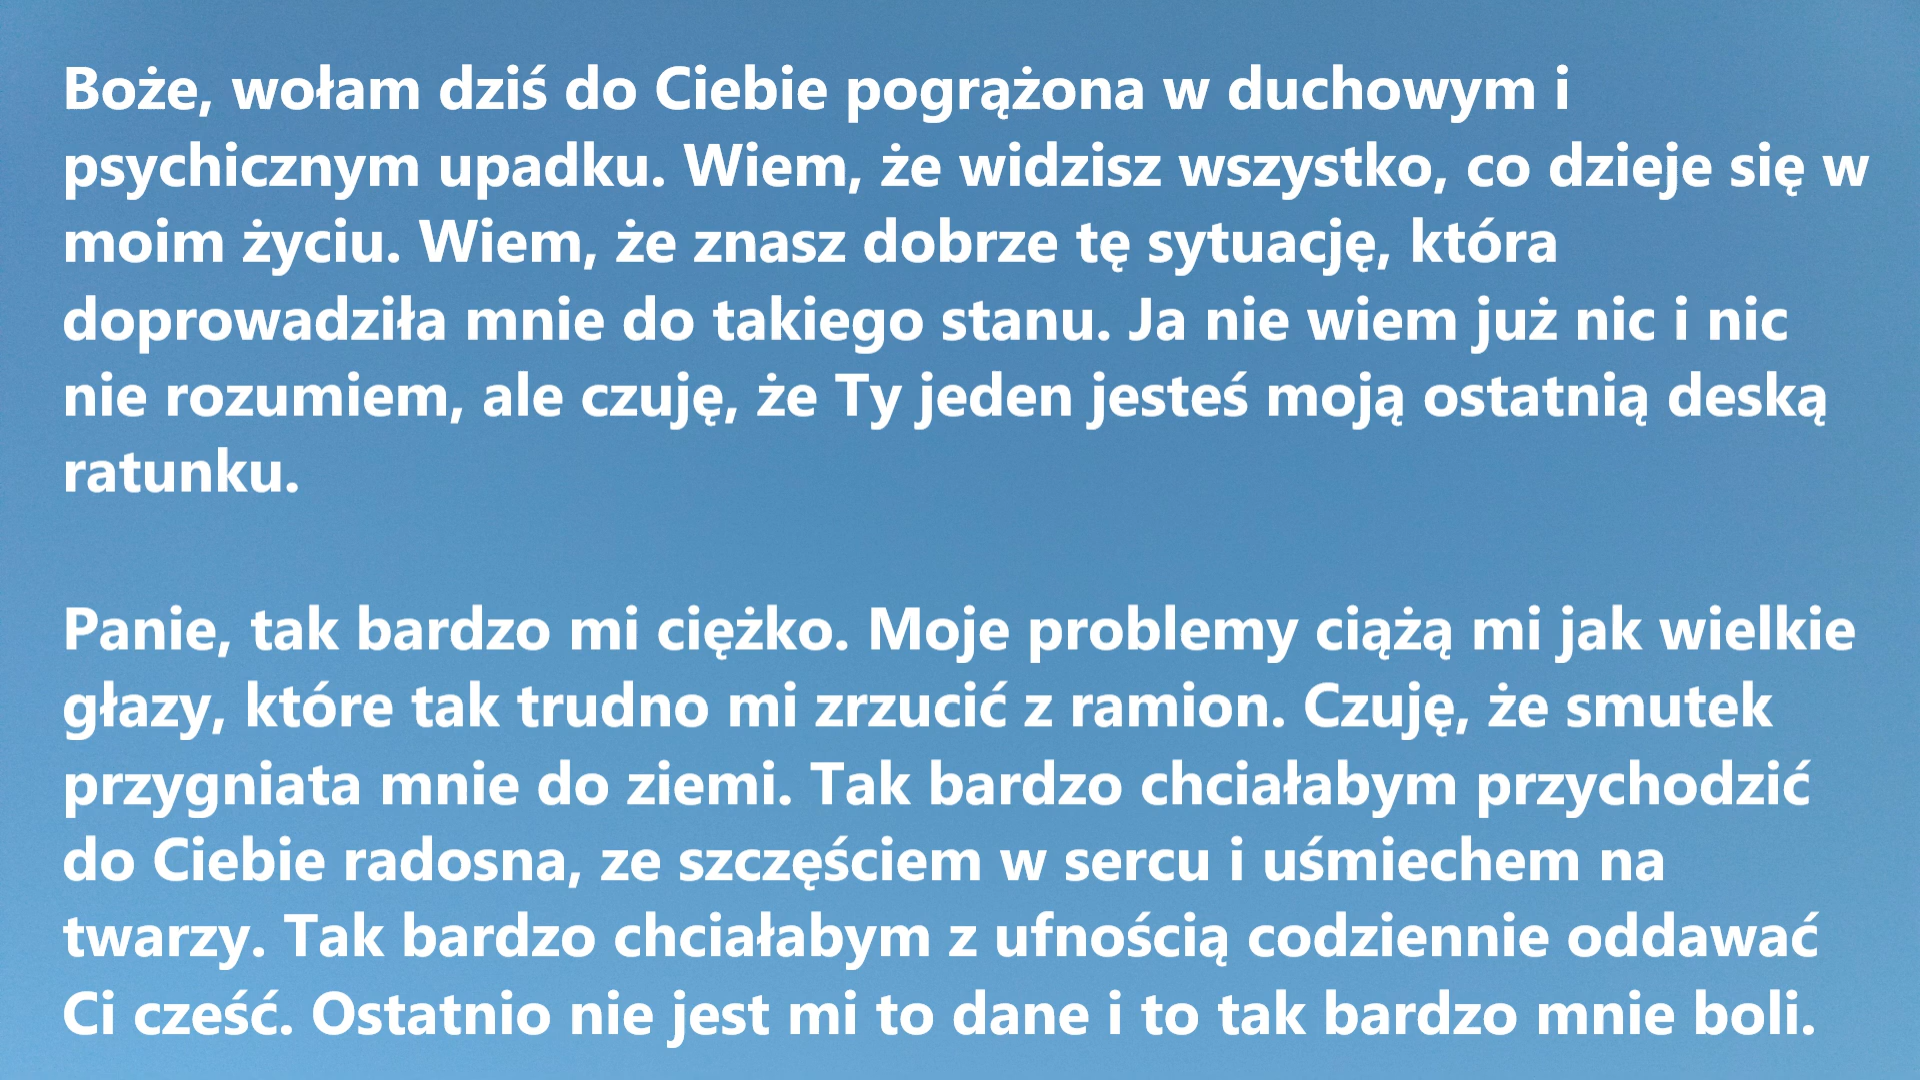 Boże, wołam dziś do Ciebie pogrążona w duchowym i
psychicznym upadku. Wiem, że widzisz wszystko, co dzieje się w
moim życiu. Wiem, że znasz dobrze tę sytuację, która
doprowadziła mnie do takiego stanu. Ja nie wiem już nic i nic
nie rozumiem, ale czuję, że Ty jeden jesteś moją ostatnią deską
ratunku.
Panie, tak bardzo mi ciężko. Moje problemy ciążą mi jak wielkie
głazy, które tak trudno mi zrzucić z ramion. Czuję, że smutek
przygniata mnie do ziemi. Tak bardzo chciałabym przychodzić
do Ciebie radosna, ze szczęściem w sercu i uśmiechem na
twarzy. Tak bardzo chciałabym z ufnością codziennie oddawać
Ci cześć. Ostatnio nie jest mi to dane i to tak bardzo mnie boli.